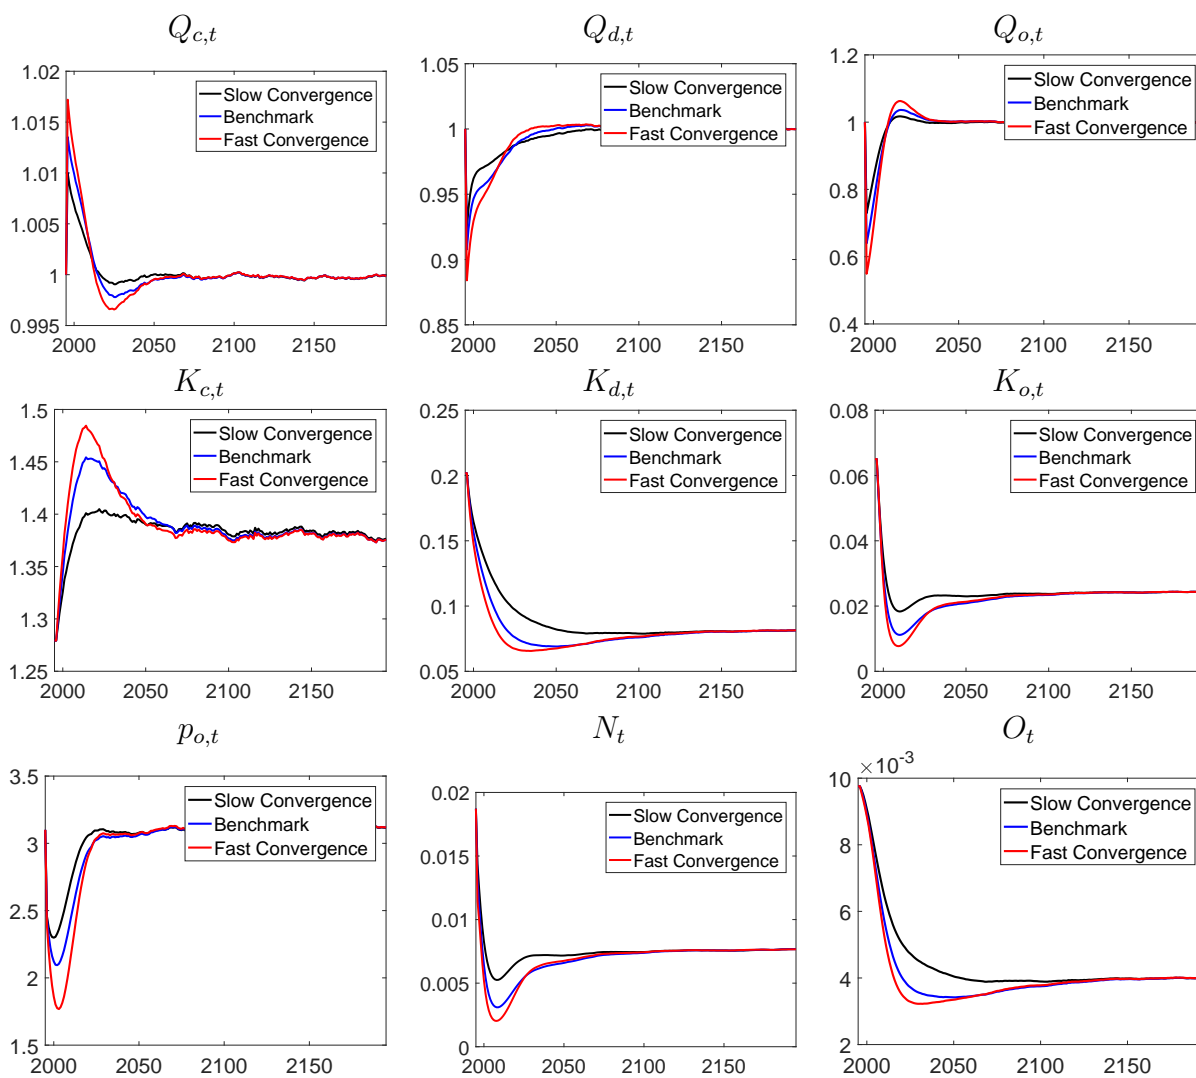 Q_{c,t}
1.02
1.015
1.01
1.005
1
0.995
2000 2050 2100 2150
Slow Convergence
Benchmark
Fast Convergence
Q_{d,t}
1.05
1
0.95
0.9
0.85
2000 2050 2100 2150
Slow Convergence
Benchmark
Fast Convergence
Q_{o,t}
1.2
1
0.8
0.6
0.4
2000 2050 2100 2150
Slow Convergence
Benchmark
Fast Convergence
K_{c,t}
1.5
1.45
1.4
1.35
1.3
1.25
2000 2050 2100 2150
Slow Convergence
Benchmark
Fast Convergence
K_{d,t}
0.25
0.2
0.15
0.1
0.05
2000 2050 2100 2150
Slow Convergence
Benchmark
Fast Convergence
K_{o,t}
0.08
0.06
0.04
0.02
0
2000 2050 2100 2150
Slow Convergence
Benchmark
Fast Convergence
p_{o,t}
3.5
3
2.5
2
1.5
2000 2050 2100 2150
Slow Convergence
Benchmark
Fast Convergence
N_t
0.02
0.015
0.01
0.005
0
2000 2050 2100 2150
Slow Convergence
Benchmark
Fast Convergence
O_t
×10^{-3}
10
8
6
4
2
2000 2050 2100 2150
Slow Convergence
Benchmark
Fast Convergence